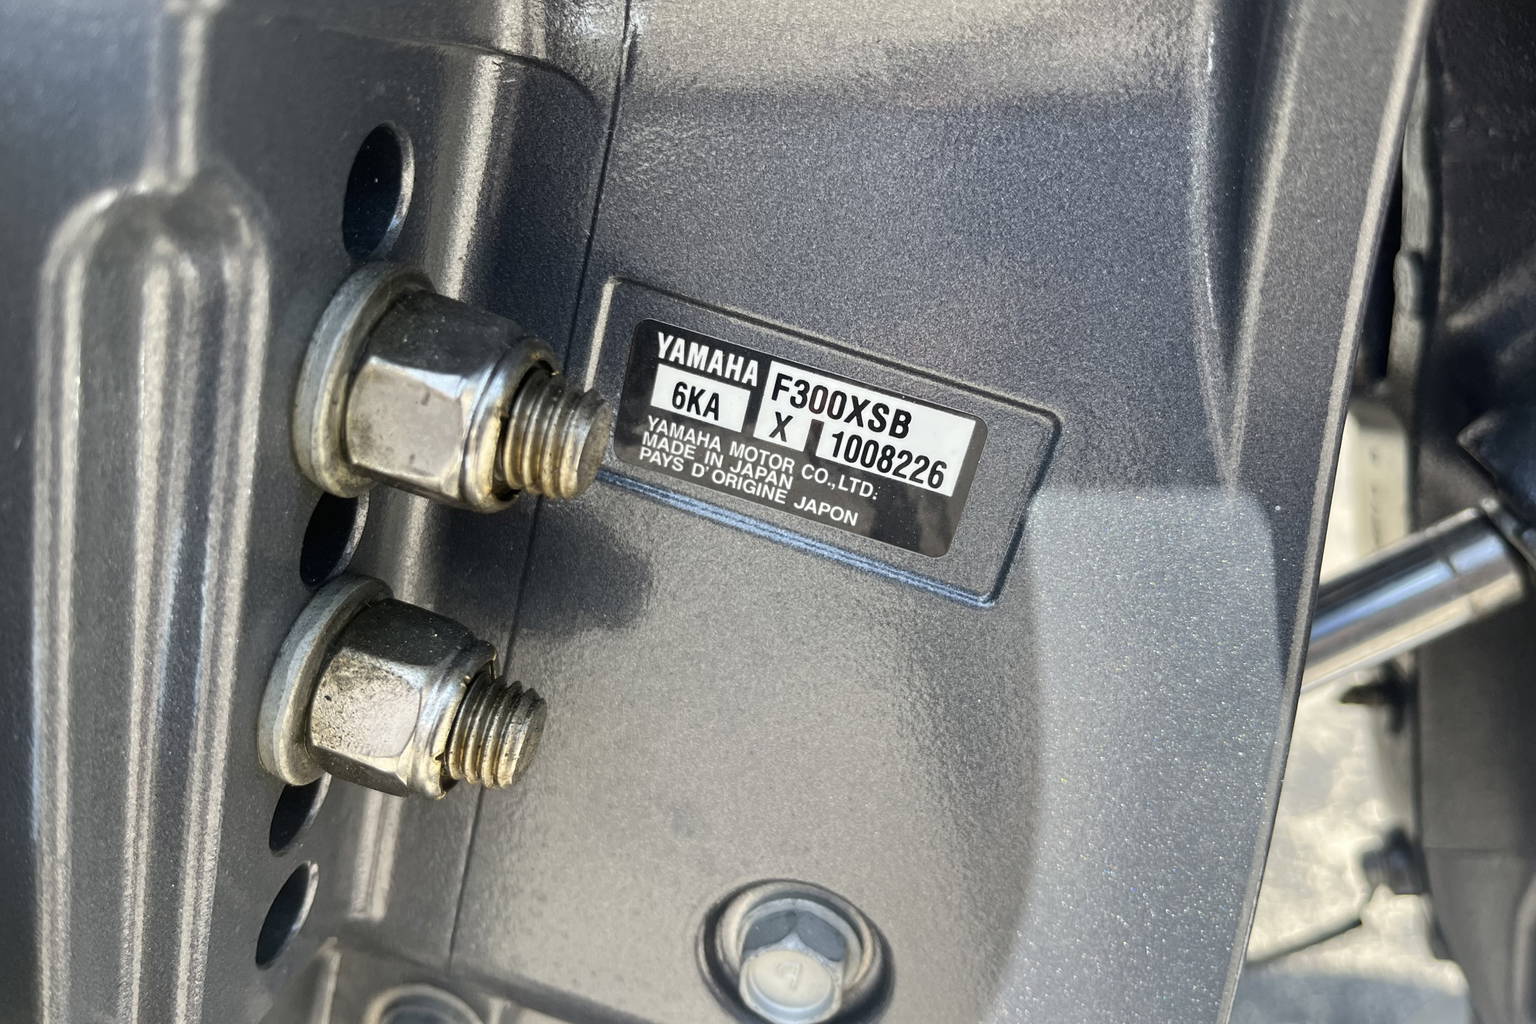 YAMAHA F300XSB
6KA X 1008226
YAMAHA MOTOR CO.,LTD.
MADE IN JAPAN
PAYS D'ORIGINE JAPON